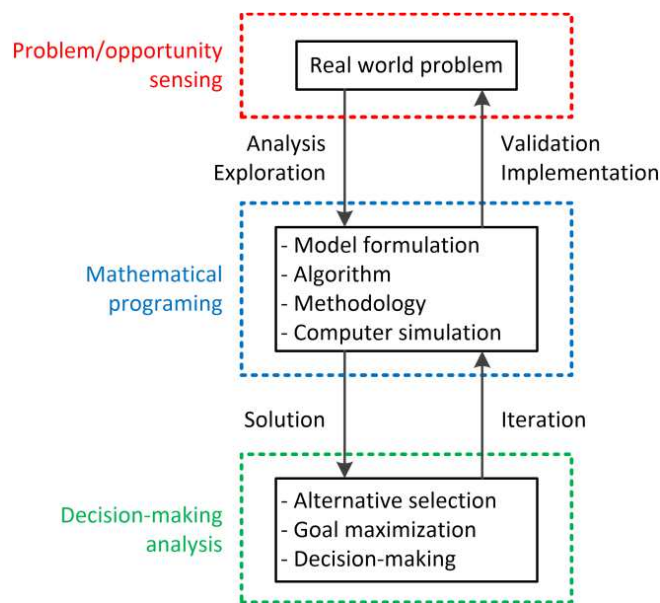 Problem/opportunity
sensing
Real world problem
Analysis
Exploration
Validation
Implementation
Mathematical
programing
- Model formulation
- Algorithm
- Methodology
- Computer simulation
Solution
Iteration
Decision-making
analysis
- Alternative selection
- Goal maximization
- Decision-making